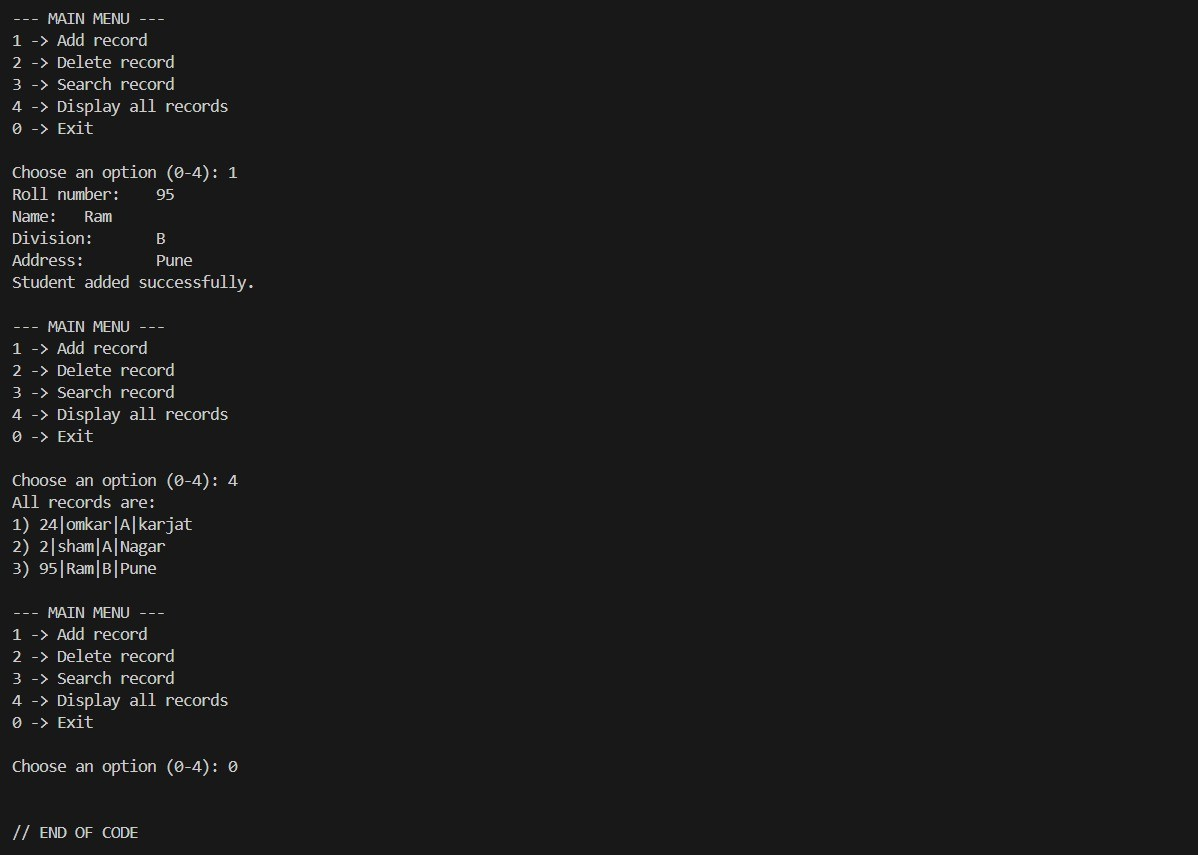 --- MAIN MENU ---
1 -> Add record
2 -> Delete record
3 -> Search record
4 -> Display all records
0 -> Exit
Choose an option (0-4): 1
Roll number:    95
Name:   Ram
Division:       B
Address:        Pune
Student added successfully.
--- MAIN MENU ---
1 -> Add record
2 -> Delete record
3 -> Search record
4 -> Display all records
0 -> Exit
Choose an option (0-4): 4
All records are:
1) 24|omkar|A|karjat
2) 2|sham|A|Nagar
3) 95|Ram|B|Pune
--- MAIN MENU ---
1 -> Add record
2 -> Delete record
3 -> Search record
4 -> Display all records
0 -> Exit
Choose an option (0-4): 0
// END OF CODE